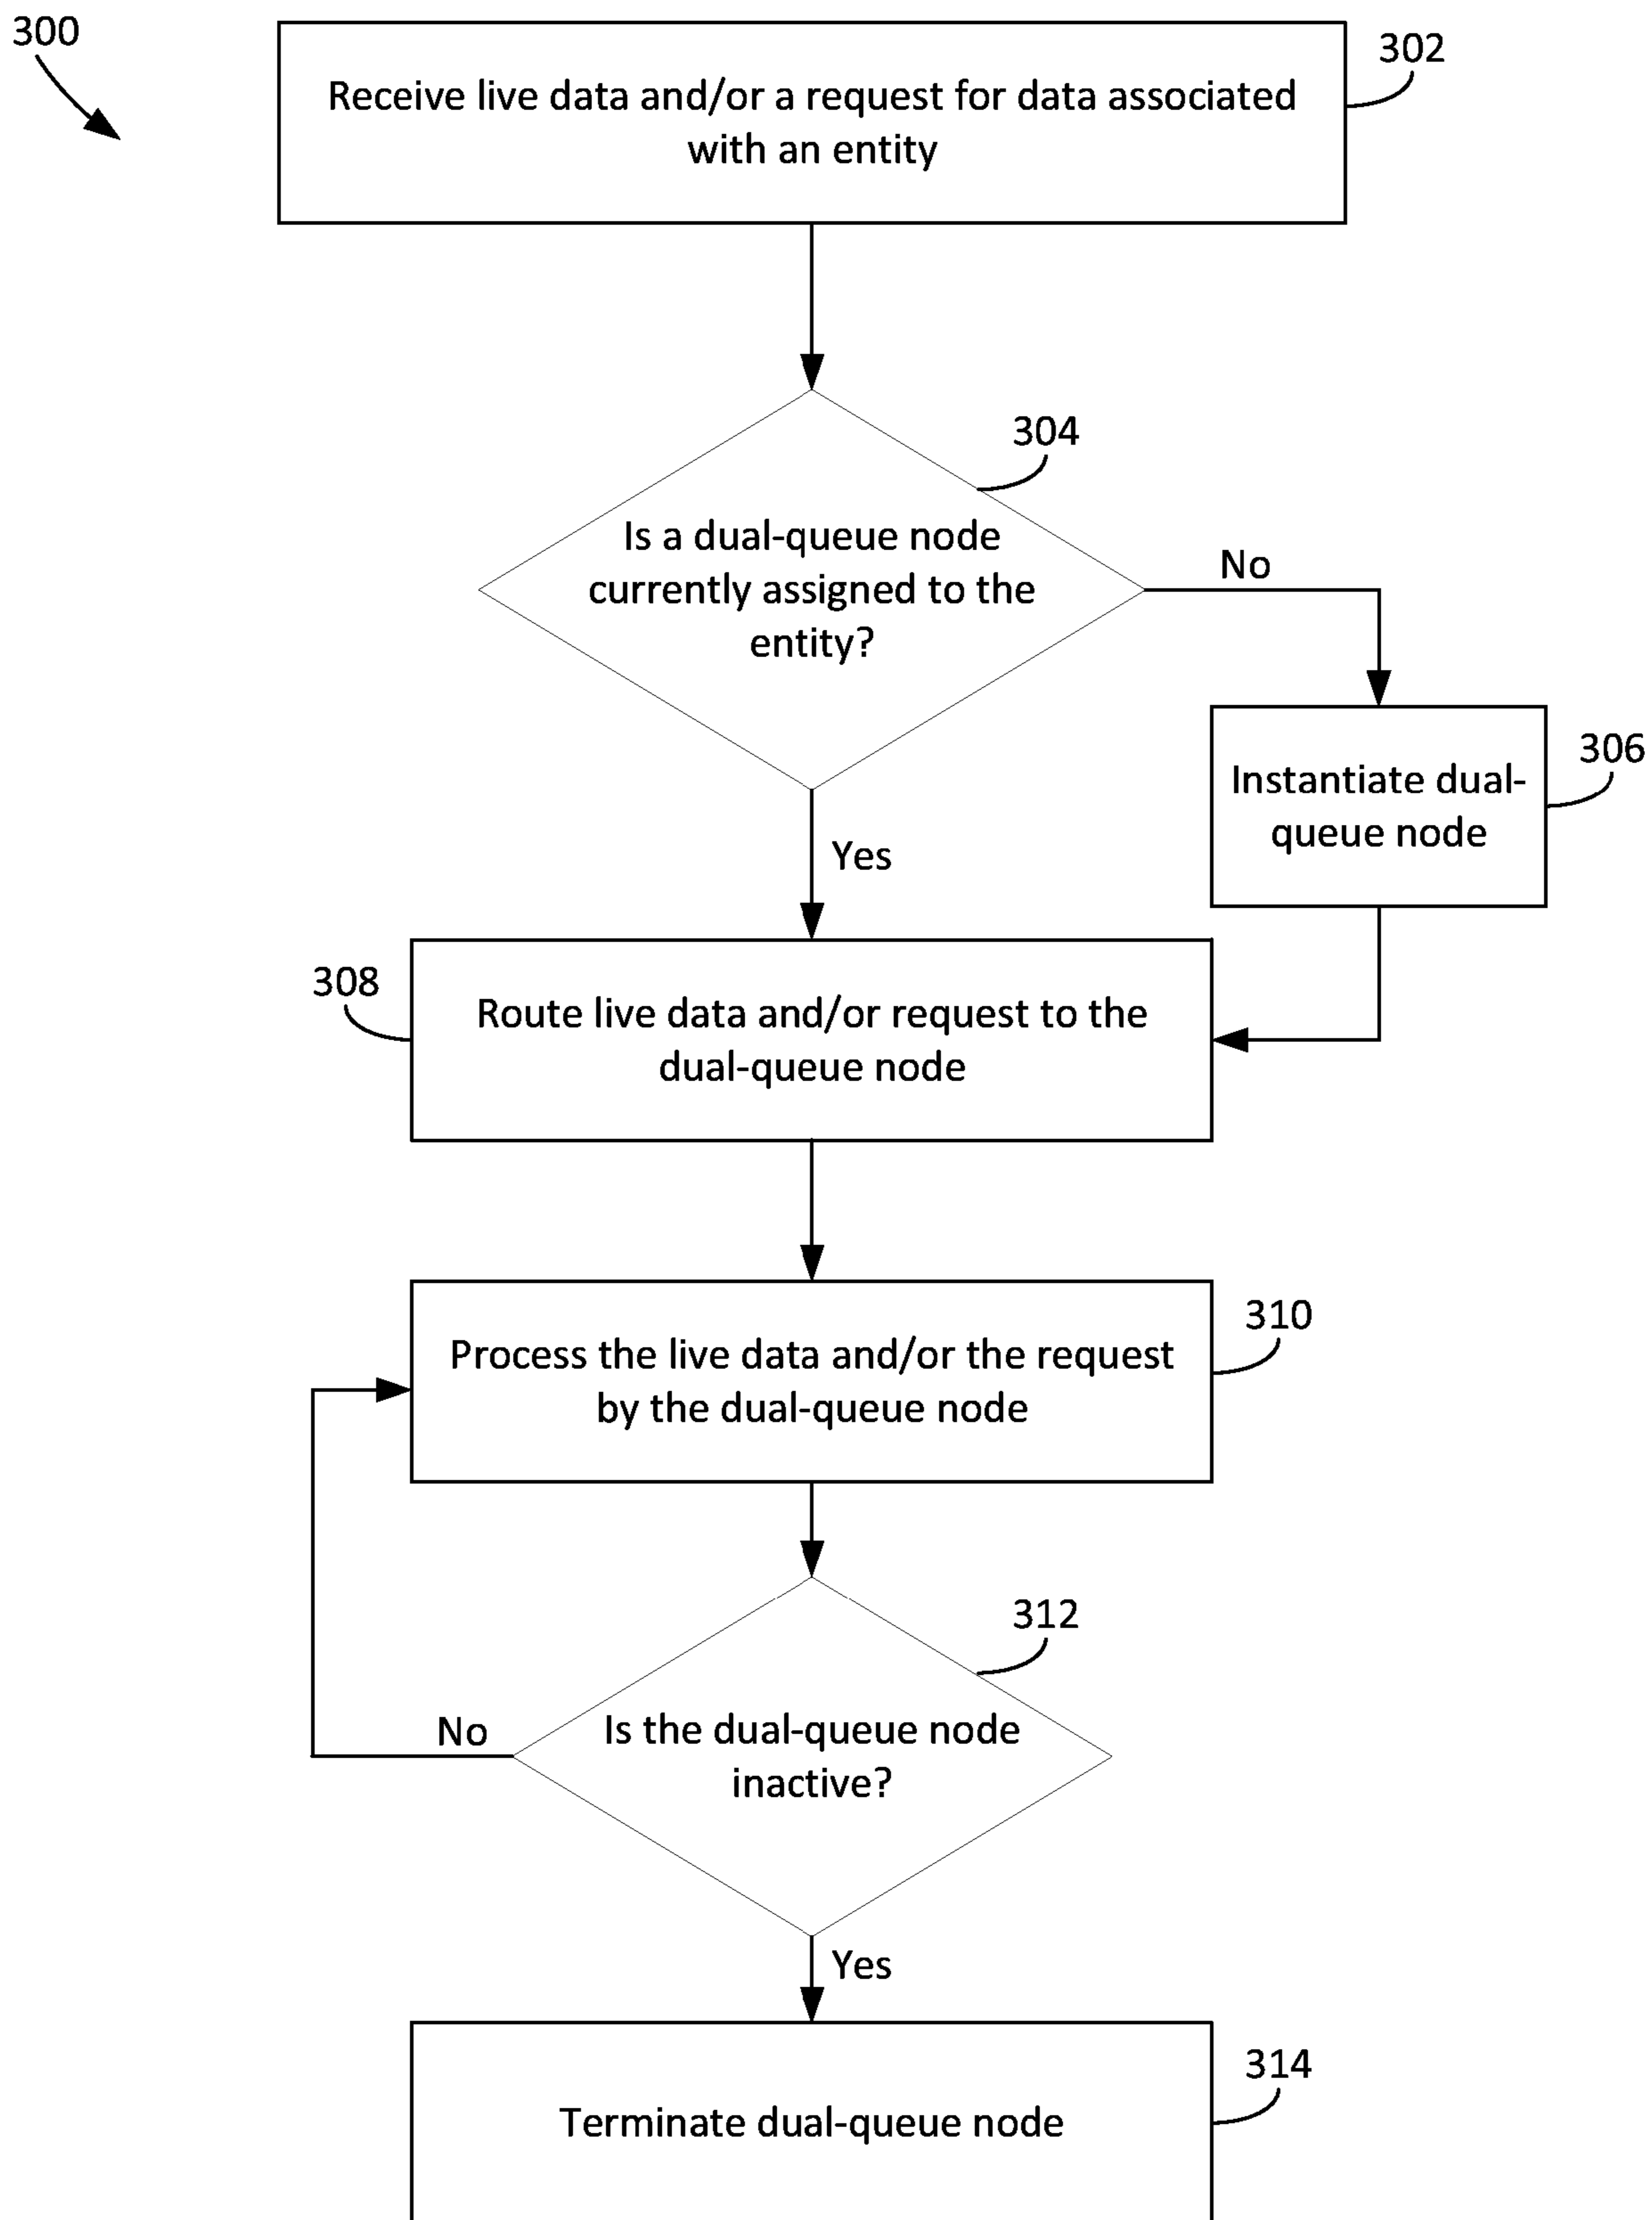 300
302
Receive live data and/or a request for data associated
with an entity
304
Is a dual-queue node
currently assigned to the
entity?
No
306
Instantiate dual-
queue node
Yes
308
Route live data and/or request to the
dual-queue node
310
Process the live data and/or the request
by the dual-queue node
312
Is the dual-queue node
inactive?
No
Yes
314
Terminate dual-queue node